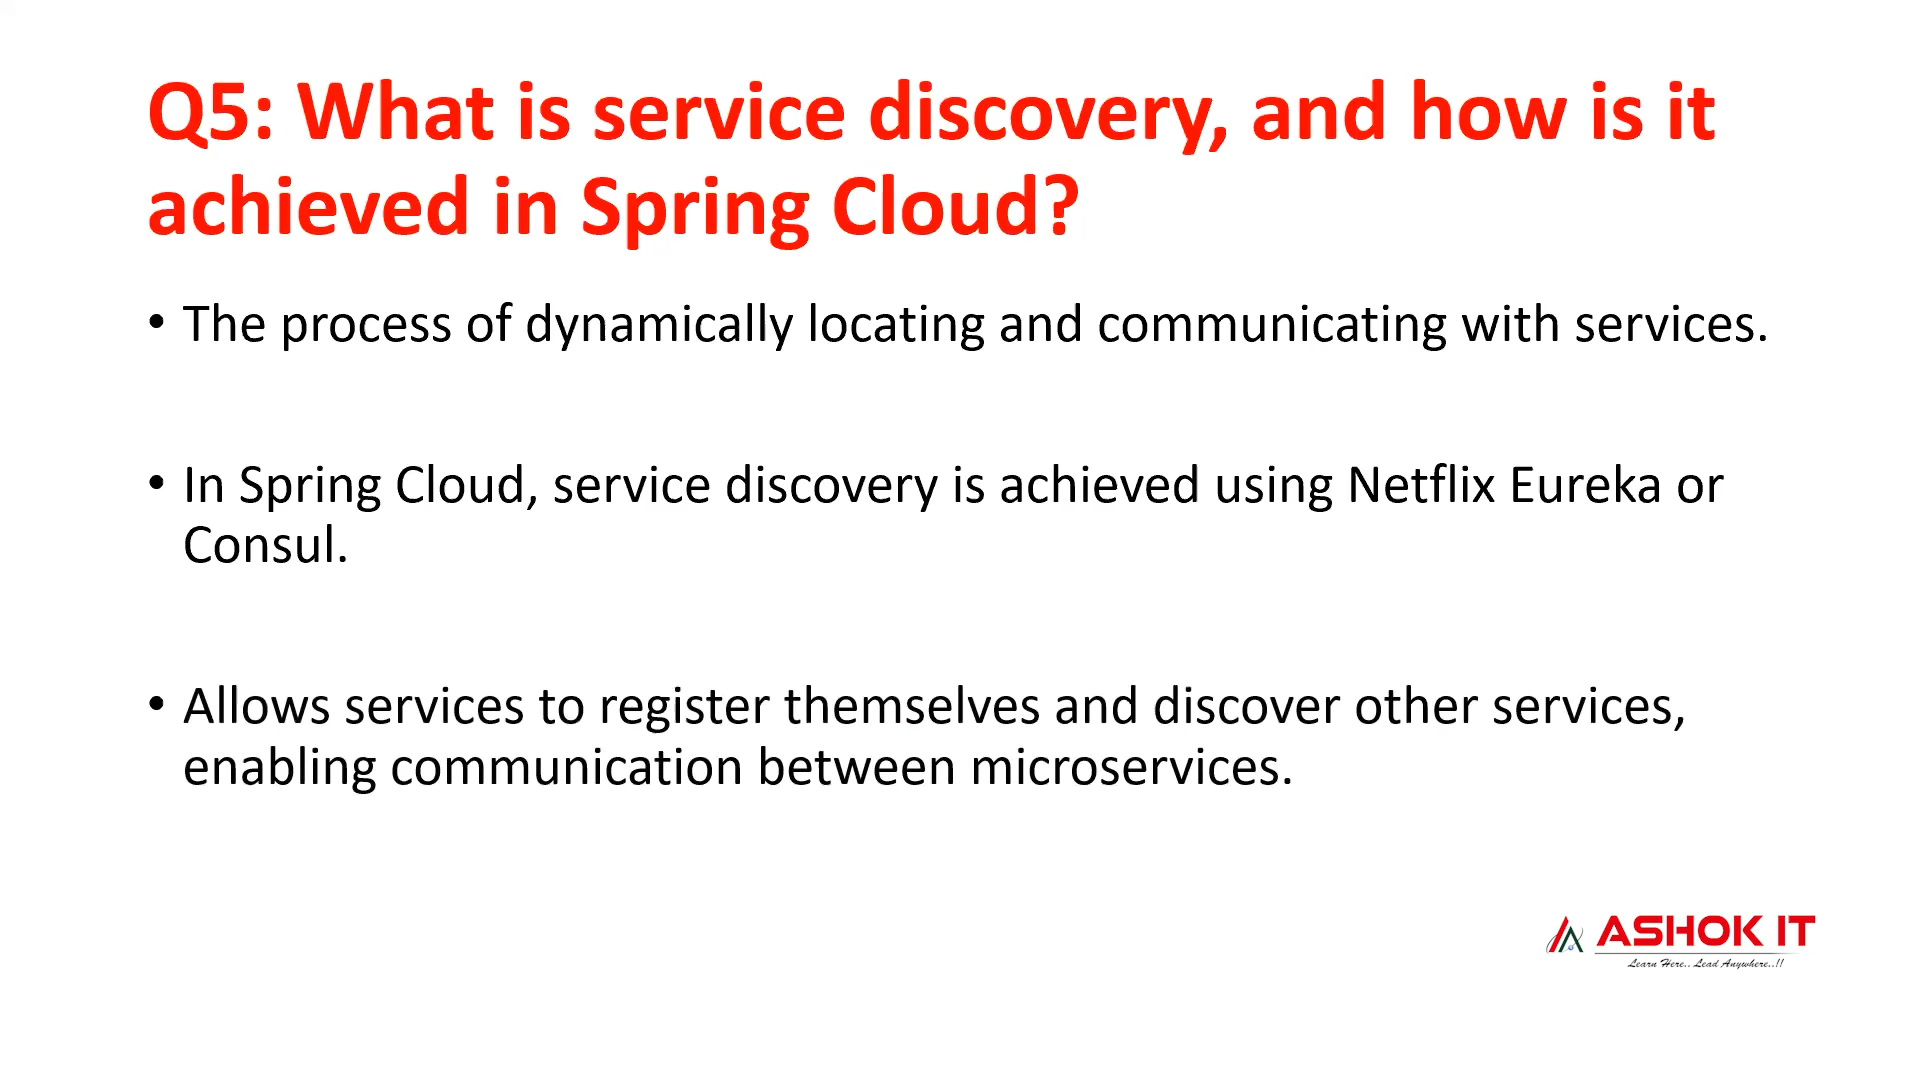 Q5: What is service discovery, and how is it
achieved in Spring Cloud?
• The process of dynamically locating and communicating with services.
• In Spring Cloud, service discovery is achieved using Netflix Eureka or
Consul.
• Allows services to register themselves and discover other services,
enabling communication between microservices.
ASHOK IT
Learn Here.. Lead Anywhere..!!